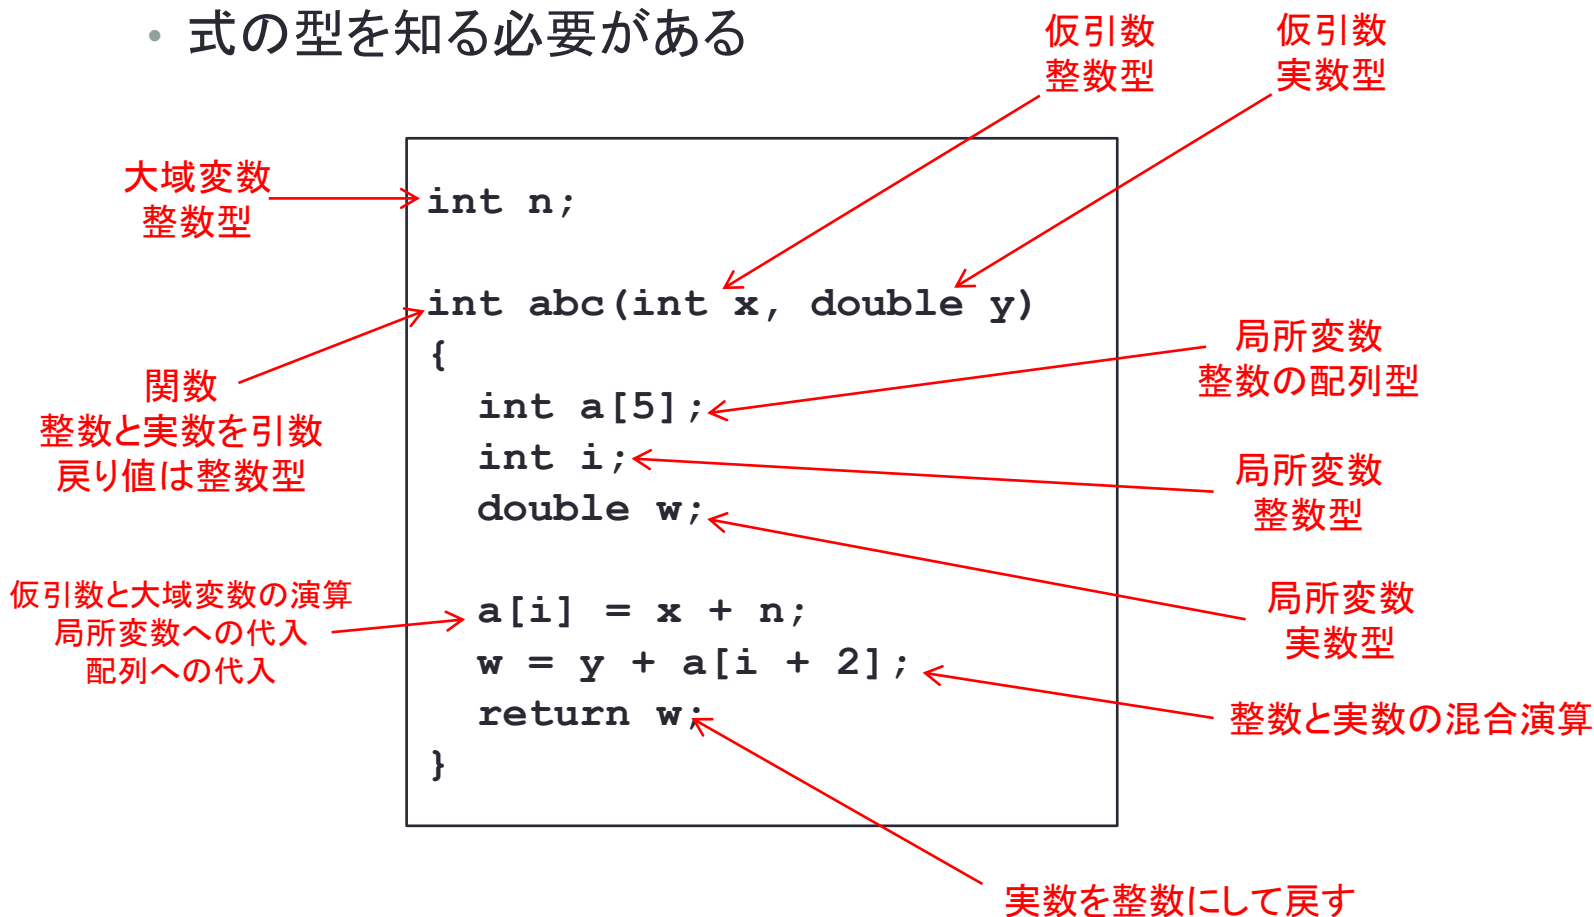 • 式の型を知る必要がある
仮引数
整数型
仮引数
実数型
大域変数
整数型
int n;
int abc(int x, double y)
{
int a[5];
int i;
double w;
a[i] = x + n;
w = y + a[i + 2];
return w;
}
関数
整数と実数を引数
戻り値は整数型
局所変数
整数の配列型
局所変数
整数型
局所変数
実数型
仮引数と大域変数の演算
局所変数への代入
配列への代入
整数と実数の混合演算
実数を整数にして戻す